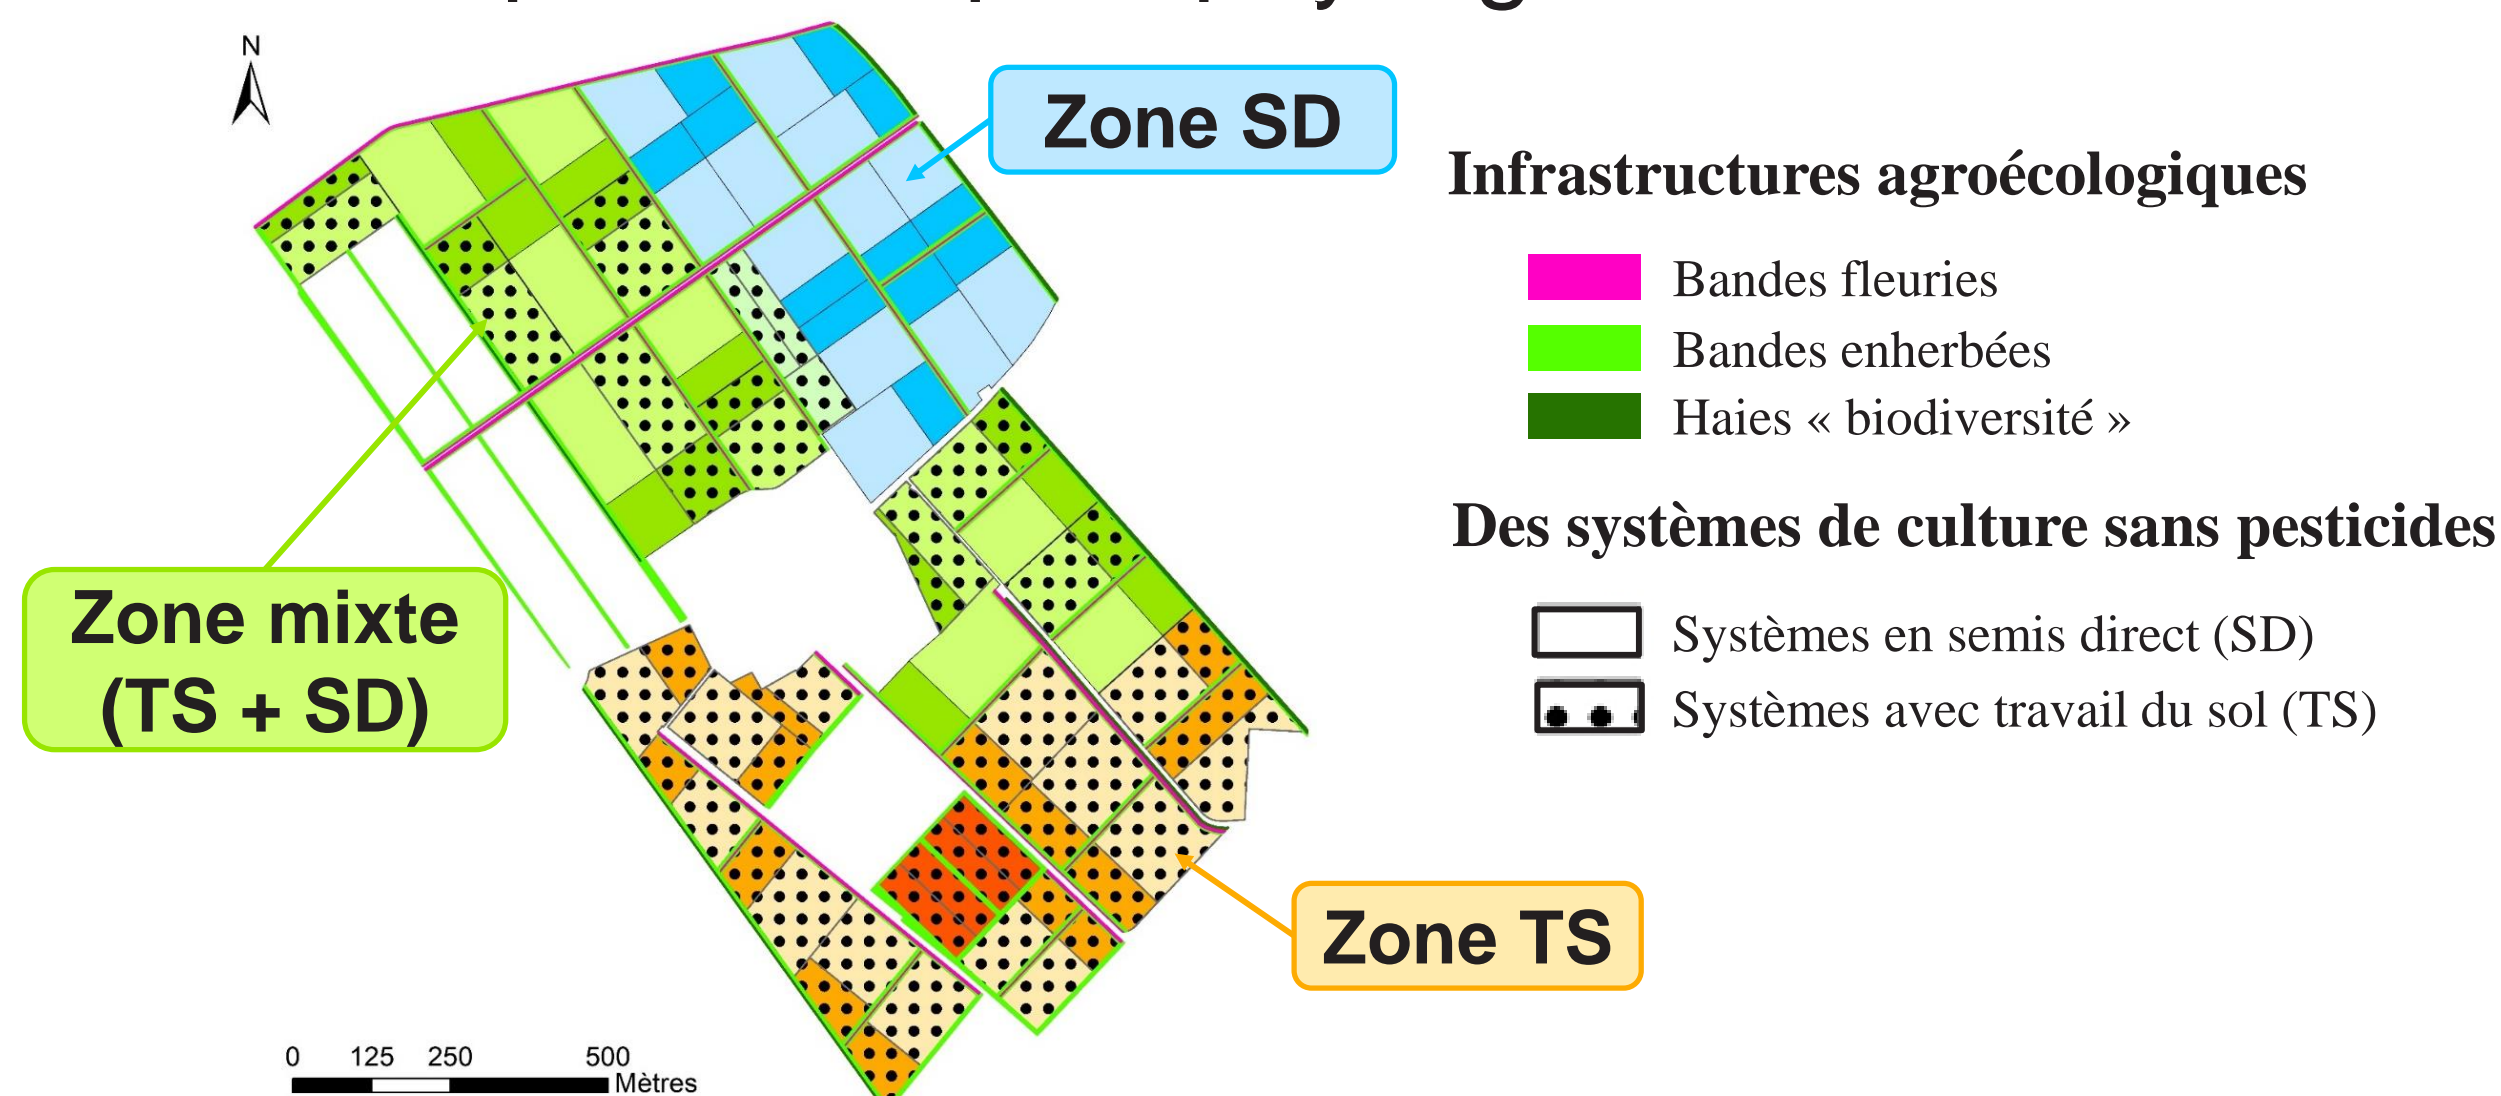 N
Zone SD
Infrastructures agroécologiques
Bandes fleuries
Bandes enherbées
Haies « biodiversité »
Des systèmes de culture sans pesticides
Zone mixte
(TS + SD)
Systèmes en semis direct (SD)
Systèmes avec travail du sol (TS)
Zone TS
0 125 250 500
Mètres